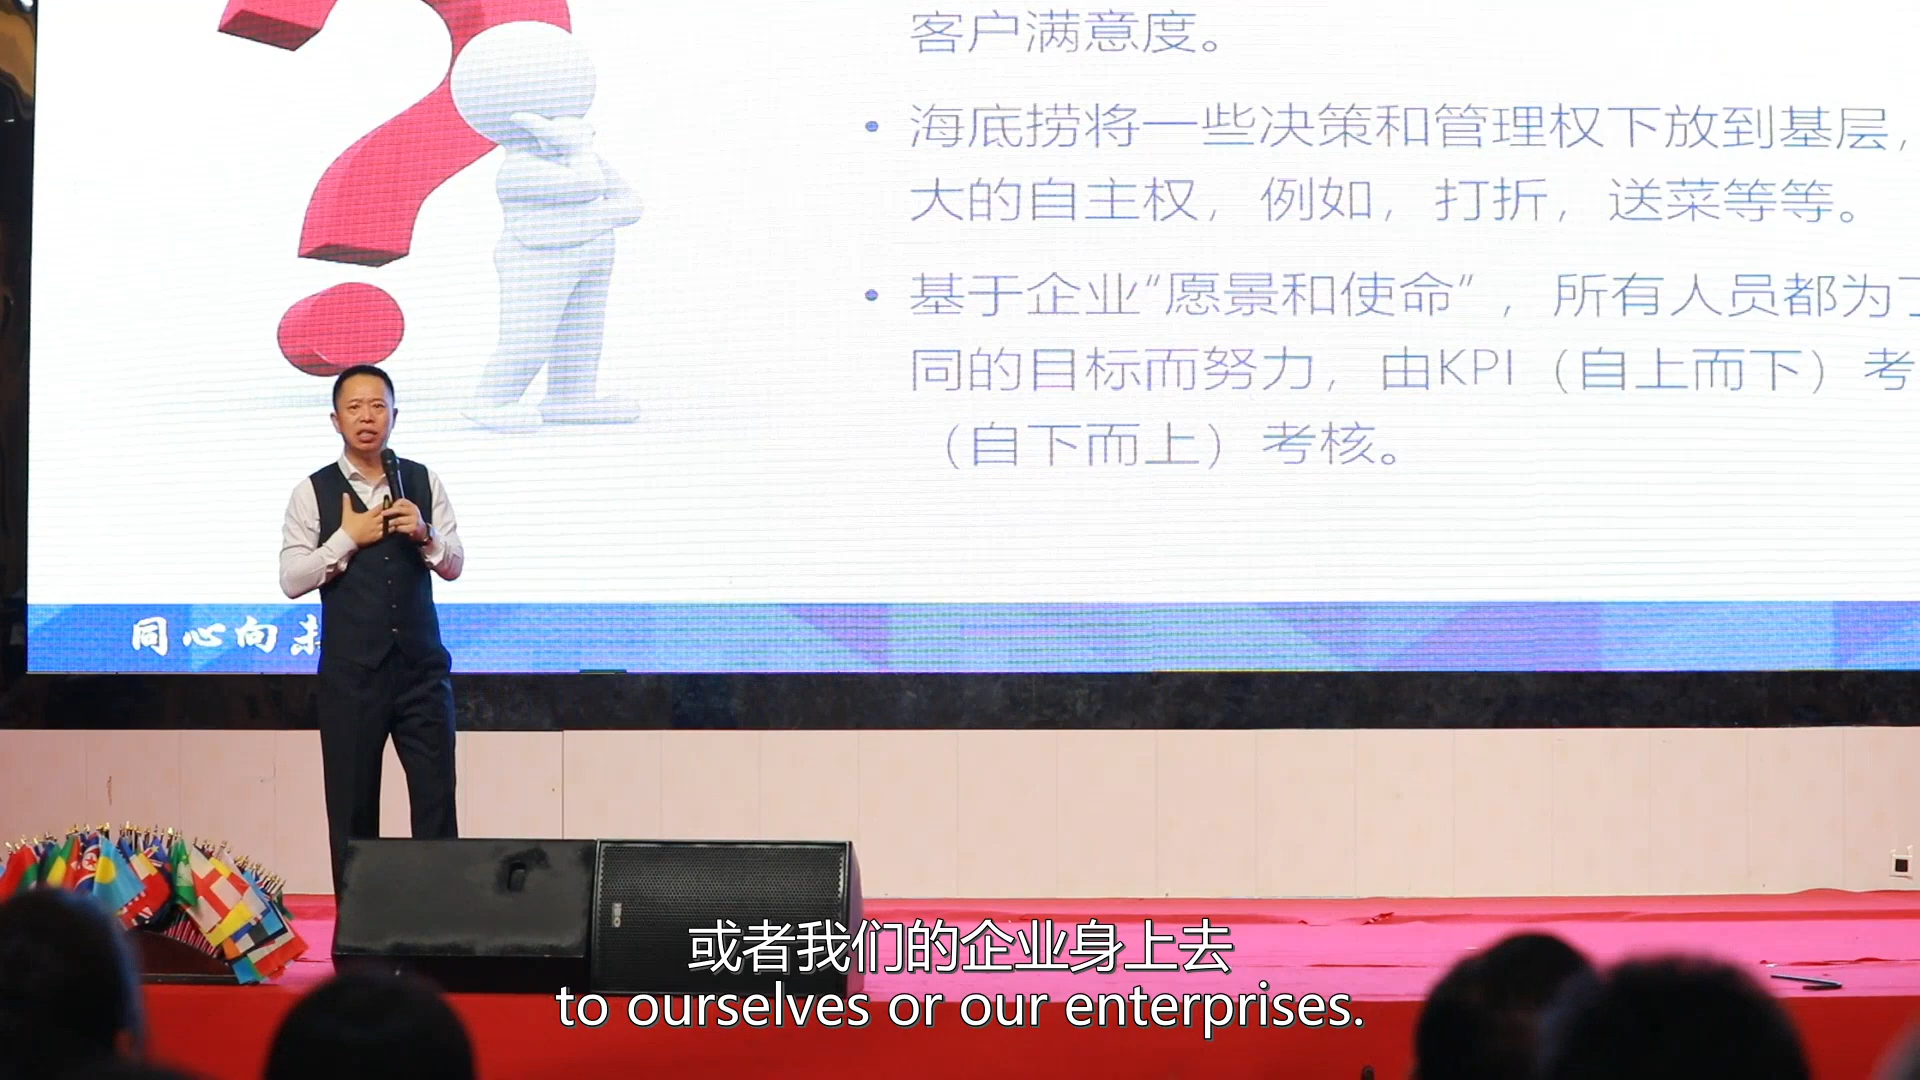 客户满意度。
• 海底捞将一些决策和管理权下放到基层，
大的自主权，例如，打折，送菜等等。
• 基于企业“愿景和使命”，所有人员都为了
同的目标而努力，由KPI（自上而下）考
（自下而上）考核。
同心向
或者我们的企业身上去
to ourselves or our enterprises.